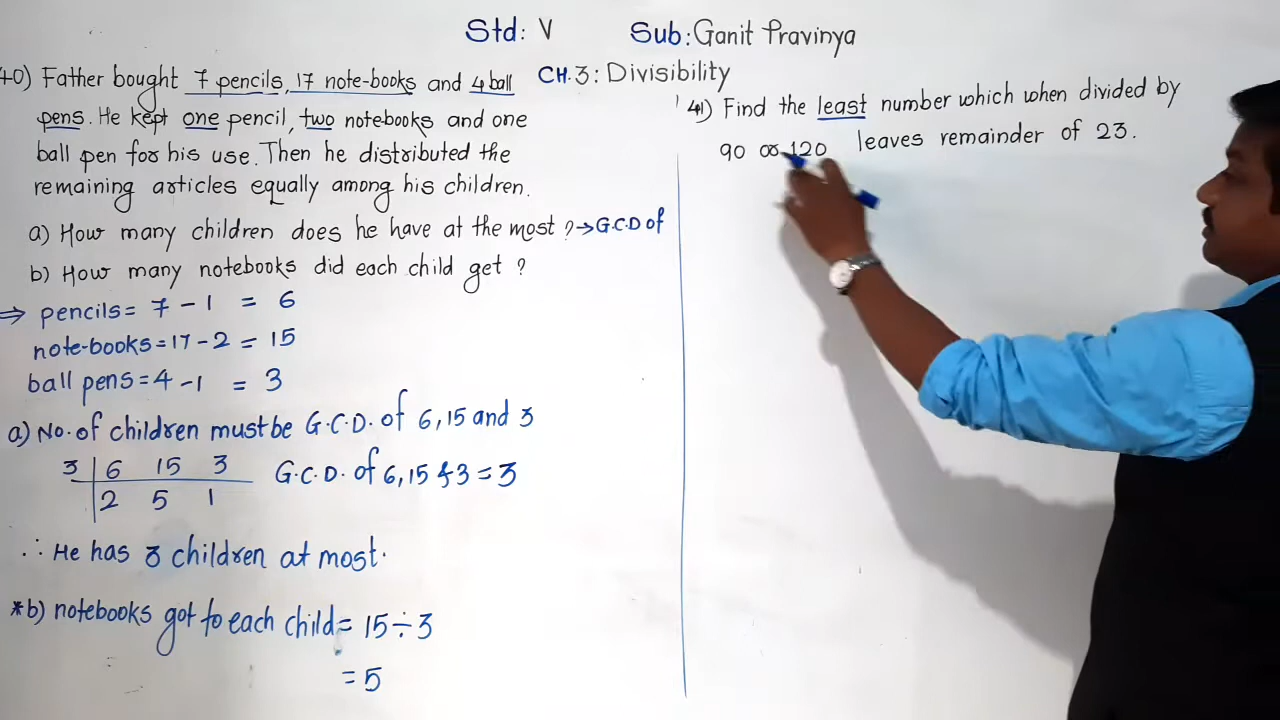 Std: V Sub: Ganit Pravinya
CH.3: Divisibility
40) Father bought 7 pencils, 17 note-books and 4 ball
pens. He kept one pencil, two notebooks and one
ball pen for his use. Then he distributed the
remaining articles equally among his children.
a) How many children does he have at the most? → G.C.D of
b) How many notebooks did each child get?
⇒ pencils = 7 - 1 = 6
note-books = 17 - 2 = 15
ball pens = 4 - 1 = 3
a) No. of children must be G.C.D. of 6, 15 and 3
3 | 6 15 3 G.C.D. of 6, 15 & 3 = 3
2 5 1
∴ He has 3 children at most.
*b) notebooks got to each child = 15 ÷ 3
= 5
41) Find the least number which when divided by
90 or 120 leaves remainder of 23.